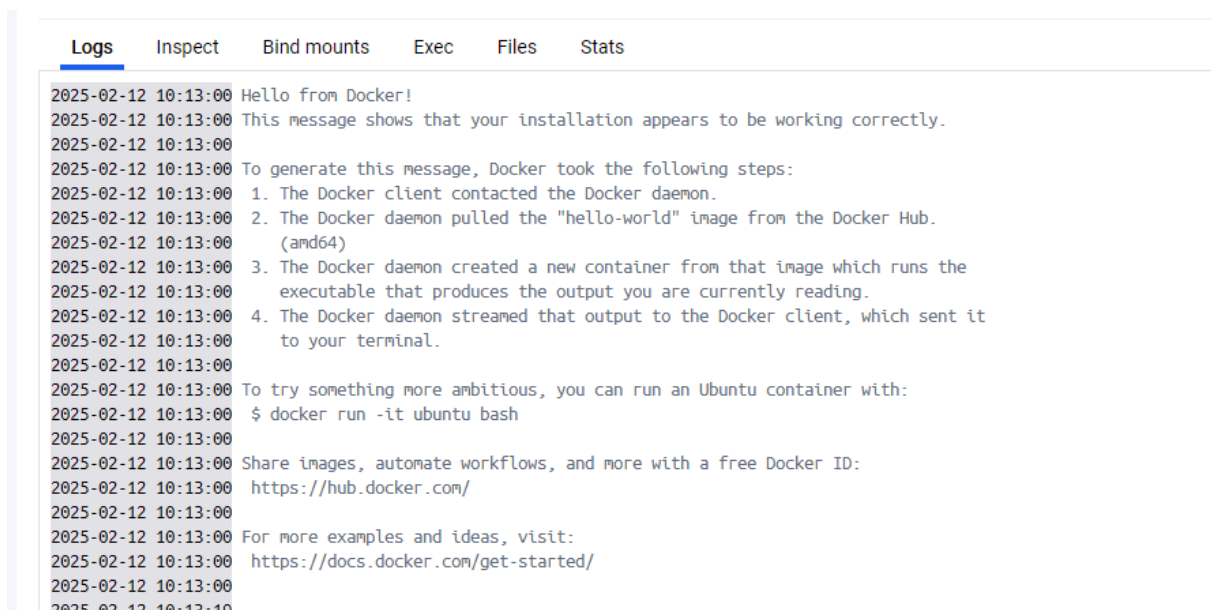 Logs Inspect Bind mounts Exec Files Stats
2025-02-12 10:13:00 Hello from Docker!
2025-02-12 10:13:00 This message shows that your installation appears to be working correctly.
2025-02-12 10:13:00
2025-02-12 10:13:00 To generate this message, Docker took the following steps:
2025-02-12 10:13:00  1. The Docker client contacted the Docker daemon.
2025-02-12 10:13:00  2. The Docker daemon pulled the "hello-world" image from the Docker Hub.
2025-02-12 10:13:00     (amd64)
2025-02-12 10:13:00  3. The Docker daemon created a new container from that image which runs the
2025-02-12 10:13:00     executable that produces the output you are currently reading.
2025-02-12 10:13:00  4. The Docker daemon streamed that output to the Docker client, which sent it
2025-02-12 10:13:00     to your terminal.
2025-02-12 10:13:00
2025-02-12 10:13:00 To try something more ambitious, you can run an Ubuntu container with:
2025-02-12 10:13:00  $ docker run -it ubuntu bash
2025-02-12 10:13:00
2025-02-12 10:13:00 Share images, automate workflows, and more with a free Docker ID:
2025-02-12 10:13:00  https://hub.docker.com/
2025-02-12 10:13:00
2025-02-12 10:13:00 For more examples and ideas, visit:
2025-02-12 10:13:00  https://docs.docker.com/get-started/
2025-02-12 10:13:00
2025-02-12 10:13:19